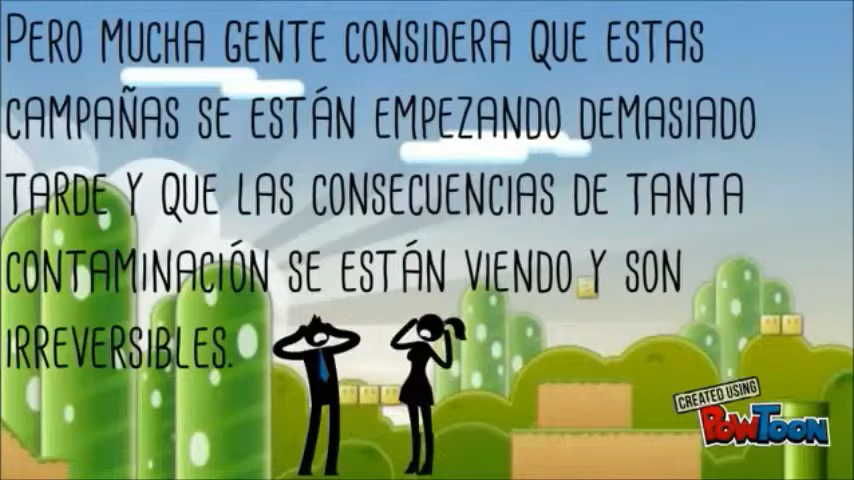 PERO MUCHA GENTE CONSIDERA QUE ESTAS
CAMPAÑAS SE ESTÁN EMPEZANDO DEMASIADO
TARDE Y QUE LAS CONSECUENCIAS DE TANTA
CONTAMINACIÓN SE ESTÁN VIENDO Y SON
IRREVERSIBLES.
CREATED USING
POWTOON